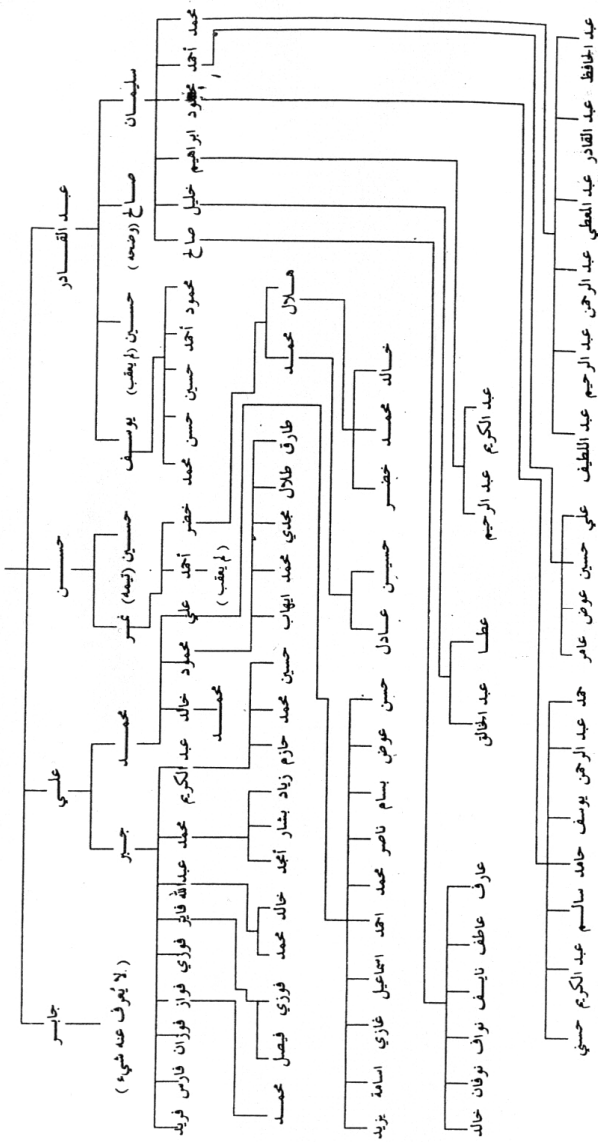 عبد القادر
حسن
علي
جابر
سليمان
صالح (وضحه)
حسين (لم يعقب)
يوسف
حسين (تيمه)
نمر
محمد
جبر
(لا يُعرف عنه شيء.)
محمد أحمد محمود ابراهيم خليل صالح
محمود أحمد حسين حسن محمد
خضر أحمد علي محمود خالد عبد الكريم
(لم يعقب)
محمد عبدالله فايز فوزي فواز فوزان فارس فريد
هلال محمد
طارق طلال مجدي محمد ايهاب
محمد
حسين محمد حازم
زياد بشار أمجد
خالد محمد
فوزي فيصل
محمد
خالد محمد خضر
حسين عادل
حسن عوض بسام ناصر محمد احمد اسماعيل غازي اسامة يزيد
عبد الكريم عبد الرحيم
عطا عبد الخالق
عارف عاطف نايف نواف نوفان خالد
عبد الحافظ عبد القادر عبد المعطي عبد الرحمن عبد الرحيم عبد اللطيف
علي حسين عوض عامر
حمد عبد الرحمن يوسف حامد سالم عبد الكريم حسني